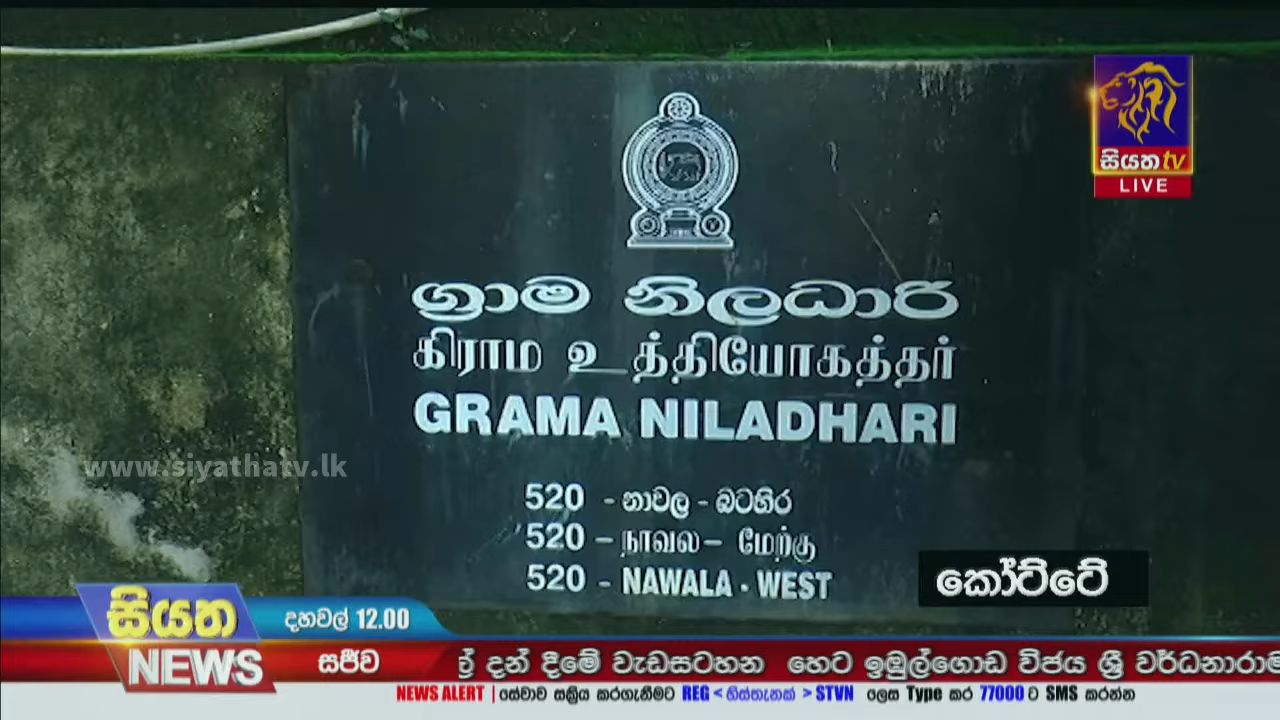 සියත tv
LIVE
ග්‍රාම නිලධාරි
கிராம உத்தியோகத்தர்
GRAMA NILADHARI
www.siyathatv.lk
520 - නාවල - බටහිර
520 - நாவல - மேற்கு
520 - NAWALA - WEST
කෝට්ටේ
සියත
දහවල් 12.00
NEWS
සජීව
දන් දීමේ වැඩසටහන හෙට ඉඹුල්ගොඩ විජය ශ්‍රී වර්ධනාරාම
NEWS ALERT | සේවාව සක්‍රිය කරගැනීමට REG < හිස්තැනක් > STVN ලෙස Type කර 77000 ට SMS කරන්න